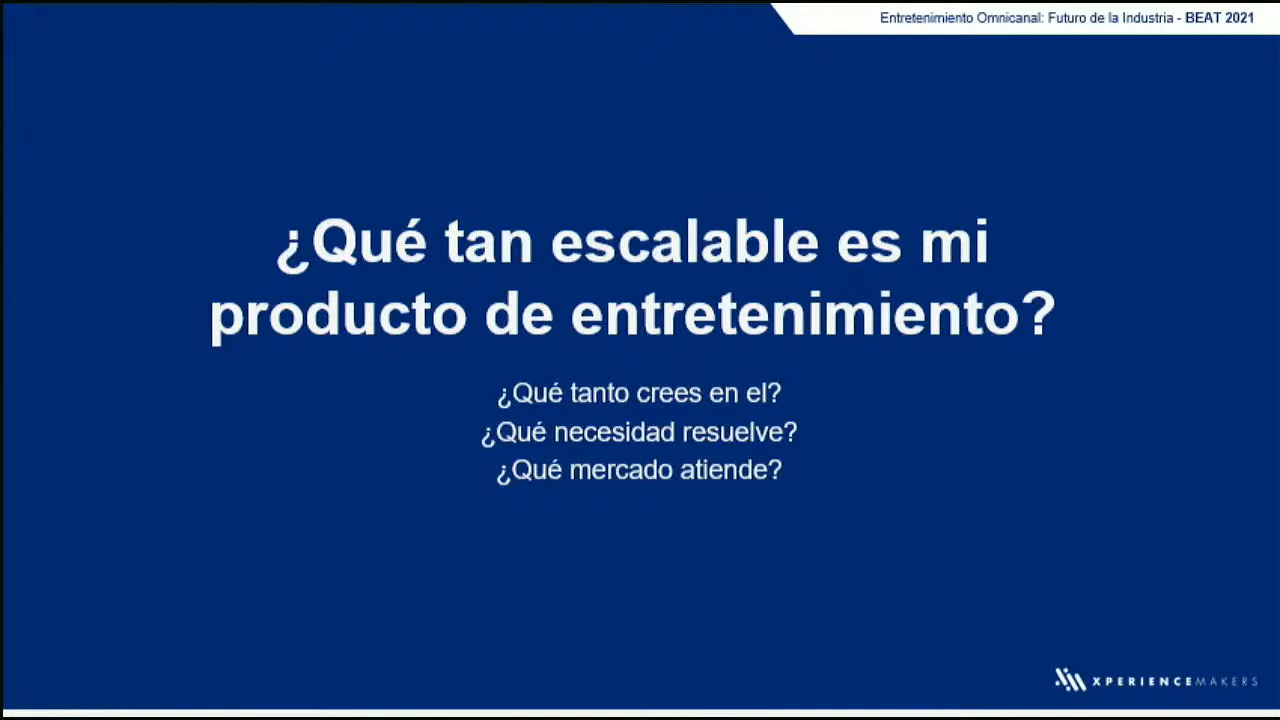 Entretenimiento Omnicanal: Futuro de la Industria - BEAT 2021
¿Qué tan escalable es mi
producto de entretenimiento?
¿Qué tanto crees en el?
¿Qué necesidad resuelve?
¿Qué mercado atiende?
XPERIENCEMAKERS